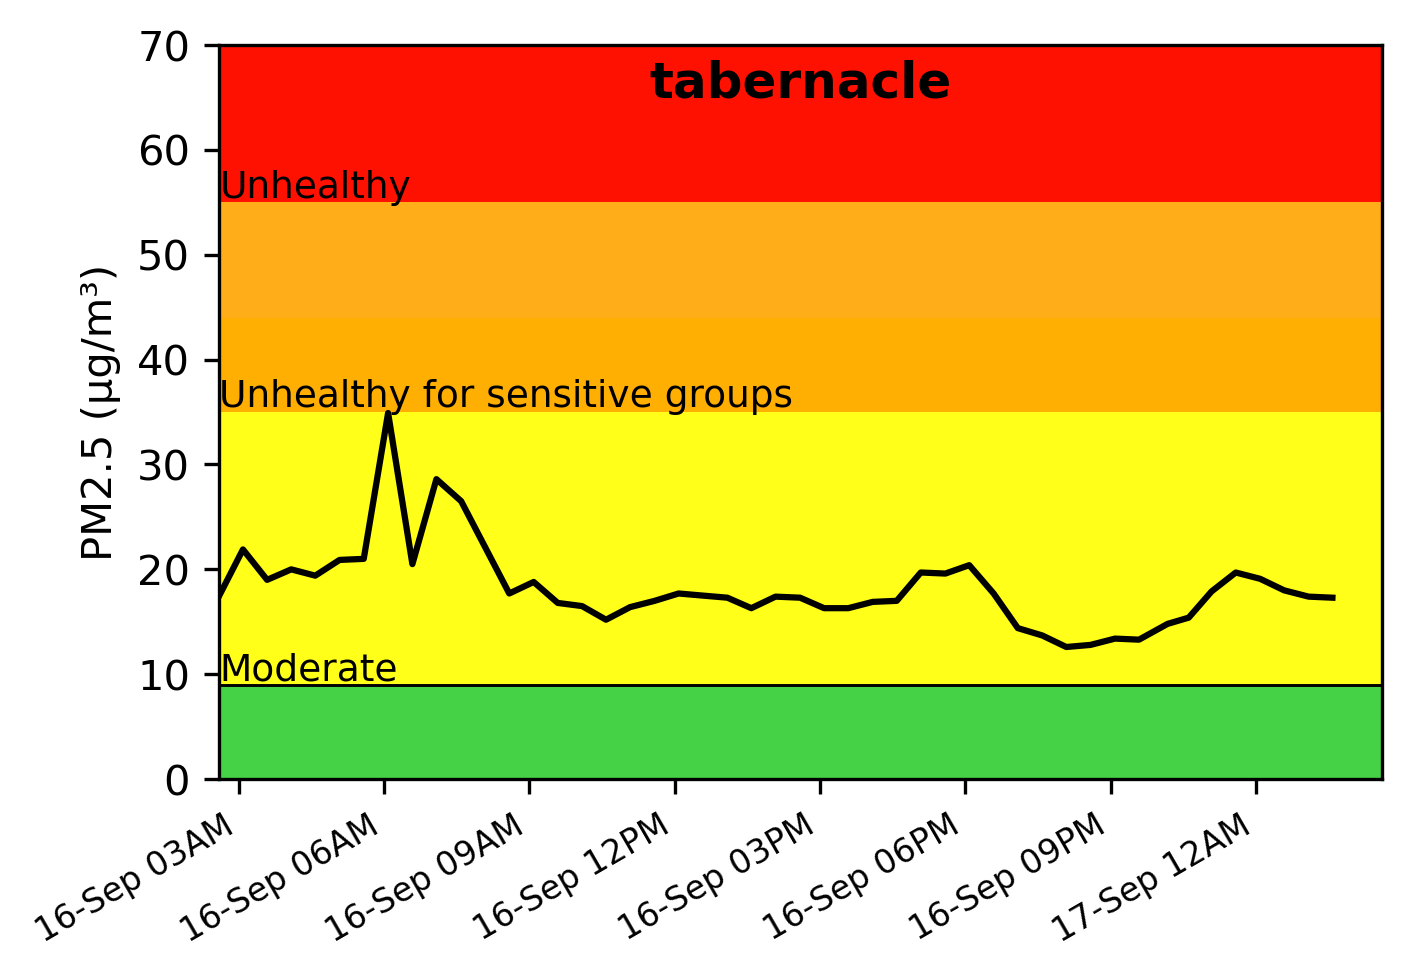 tabernacle
70
60
50
40
30
20
10
0
PM2.5 (µg/m³)
Unhealthy
Unhealthy for sensitive groups
Moderate
16-Sep 03AM
16-Sep 06AM
16-Sep 09AM
16-Sep 12PM
16-Sep 03PM
16-Sep 06PM
16-Sep 09PM
17-Sep 12AM